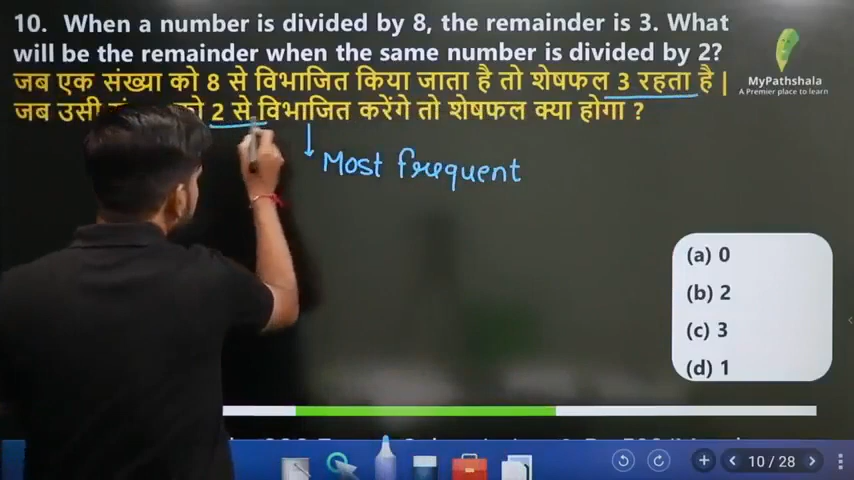 10. When a number is divided by 8, the remainder is 3. What
will be the remainder when the same number is divided by 2?
जब एक संख्या को 8 से विभाजित किया जाता है तो शेषफल 3 रहता है |
जब उसी को 2 से विभाजित करेंगे तो शेषफल क्या होगा ?
MyPathshala
A Premier place to learn
Most frequent
(a) 0
(b) 2
(c) 3
(d) 1
10 / 28